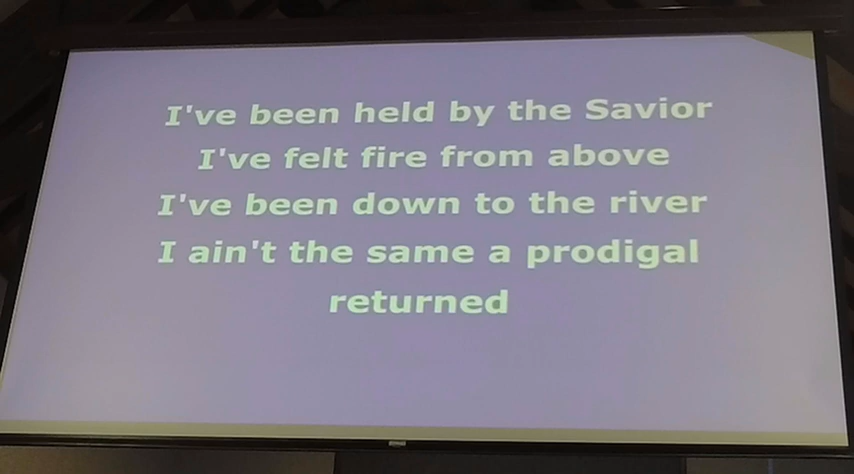 I've been held by the Savior
I've felt fire from above
I've been down to the river
I ain't the same a prodigal
returned